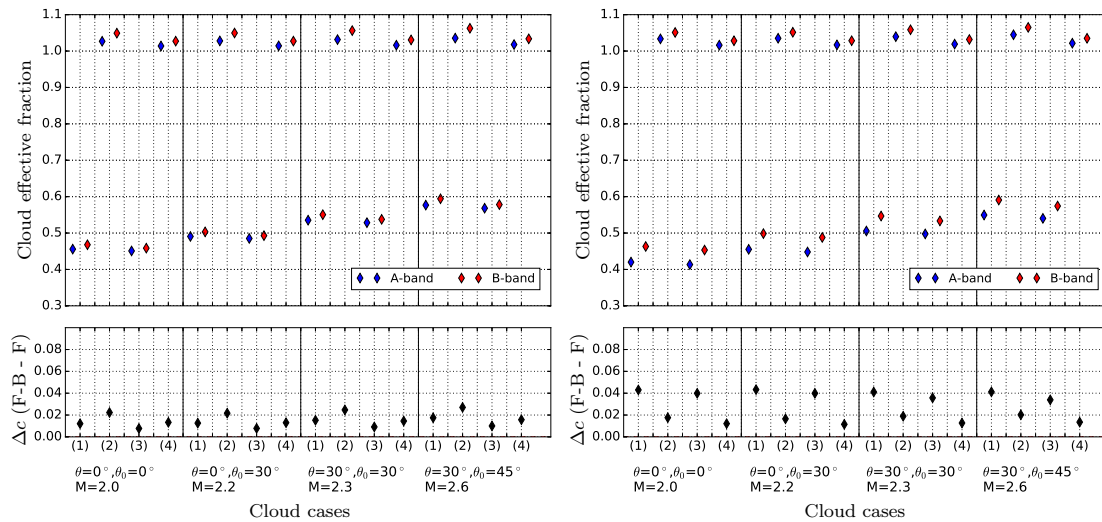 1.1
1.0
0.9
0.8
0.7
0.6
0.5
0.4
0.3
Cloud effective fraction
A-band B-band
0.08
0.06
0.04
0.02
0.00
Δc (F-B - F)
(1) (2) (3) (4) (1) (2) (3) (4) (1) (2) (3) (4) (1) (2) (3) (4)
θ=0°,θ₀=0° θ=0°,θ₀=30° θ=30°,θ₀=30° θ=30°,θ₀=45°
M=2.0 M=2.2 M=2.3 M=2.6
Cloud cases
1.1
1.0
0.9
0.8
0.7
0.6
0.5
0.4
0.3
Cloud effective fraction
A-band B-band
0.08
0.06
0.04
0.02
0.00
Δc (F-B - F)
(1) (2) (3) (4) (1) (2) (3) (4) (1) (2) (3) (4) (1) (2) (3) (4)
θ=0°,θ₀=0° θ=0°,θ₀=30° θ=30°,θ₀=30° θ=30°,θ₀=45°
M=2.0 M=2.2 M=2.3 M=2.6
Cloud cases